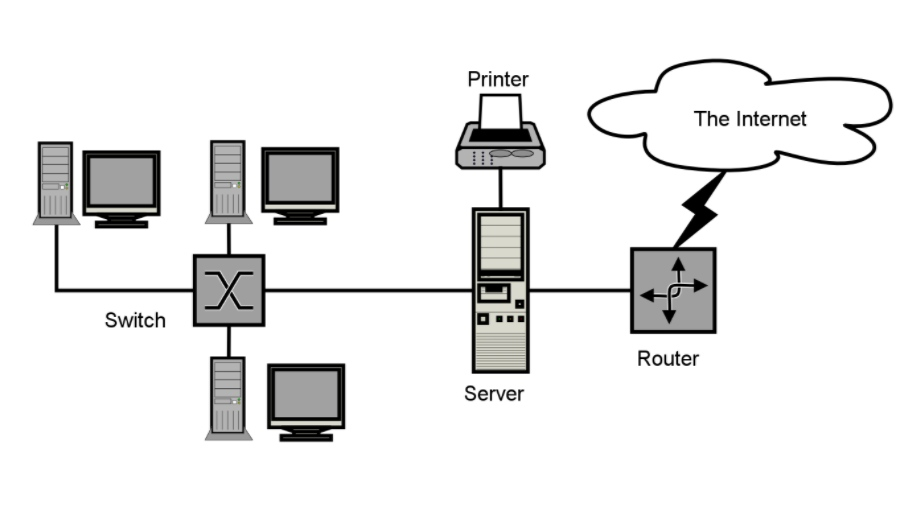 Printer
The Internet
Switch
Router
Server